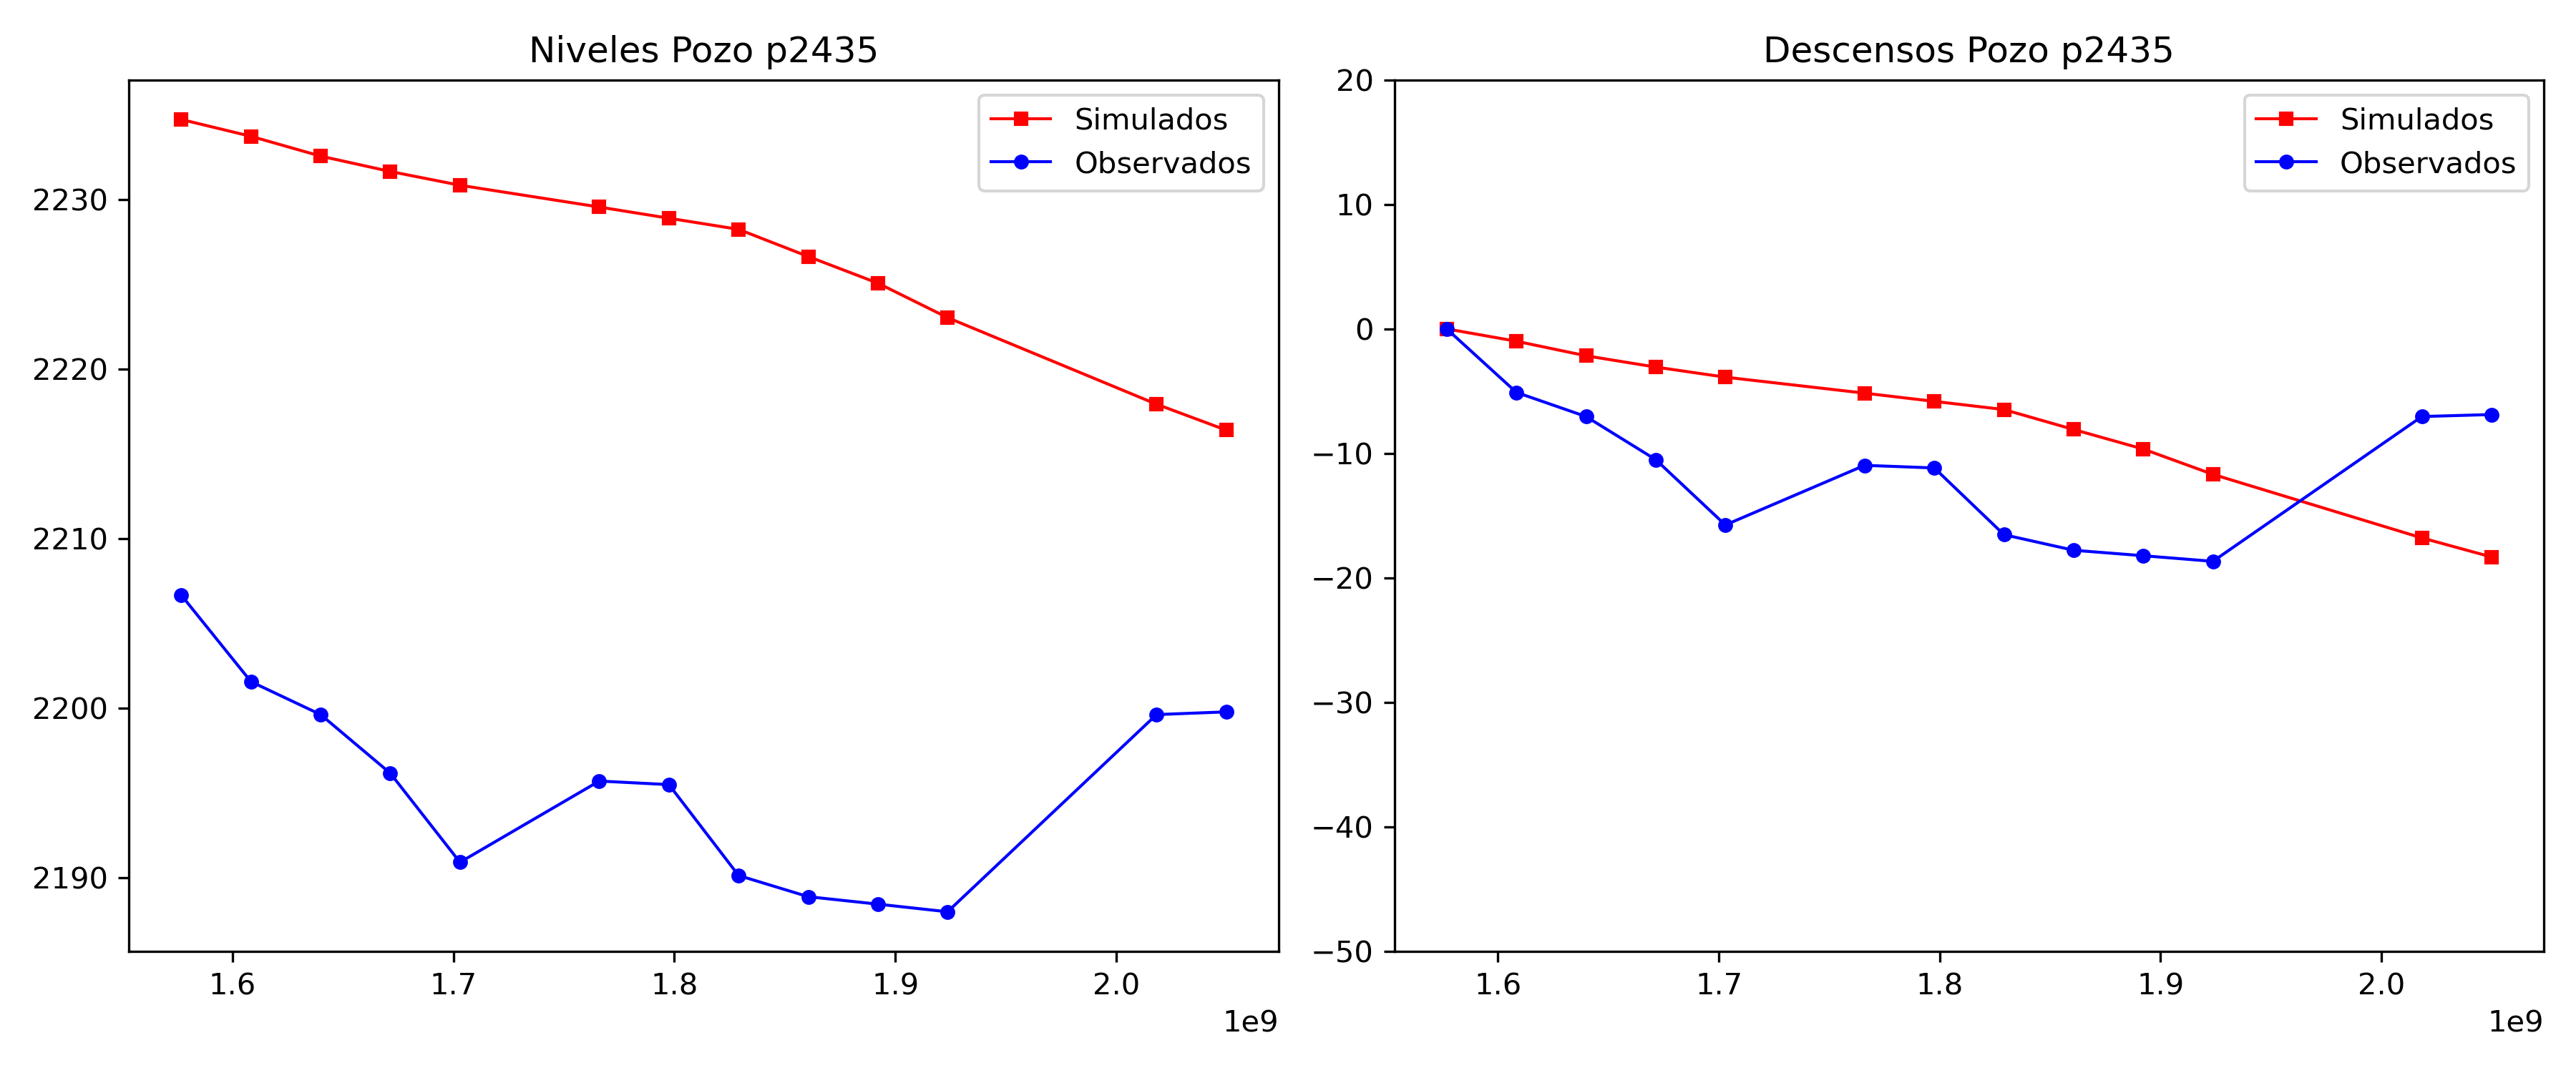 Niveles Pozo p2435
Simulados
Observados
2230
2220
2210
2200
2190
1.6 1.7 1.8 1.9 2.0
1e9
Descensos Pozo p2435
Simulados
Observados
20
10
0
−10
−20
−30
−40
−50
1.6 1.7 1.8 1.9 2.0
1e9